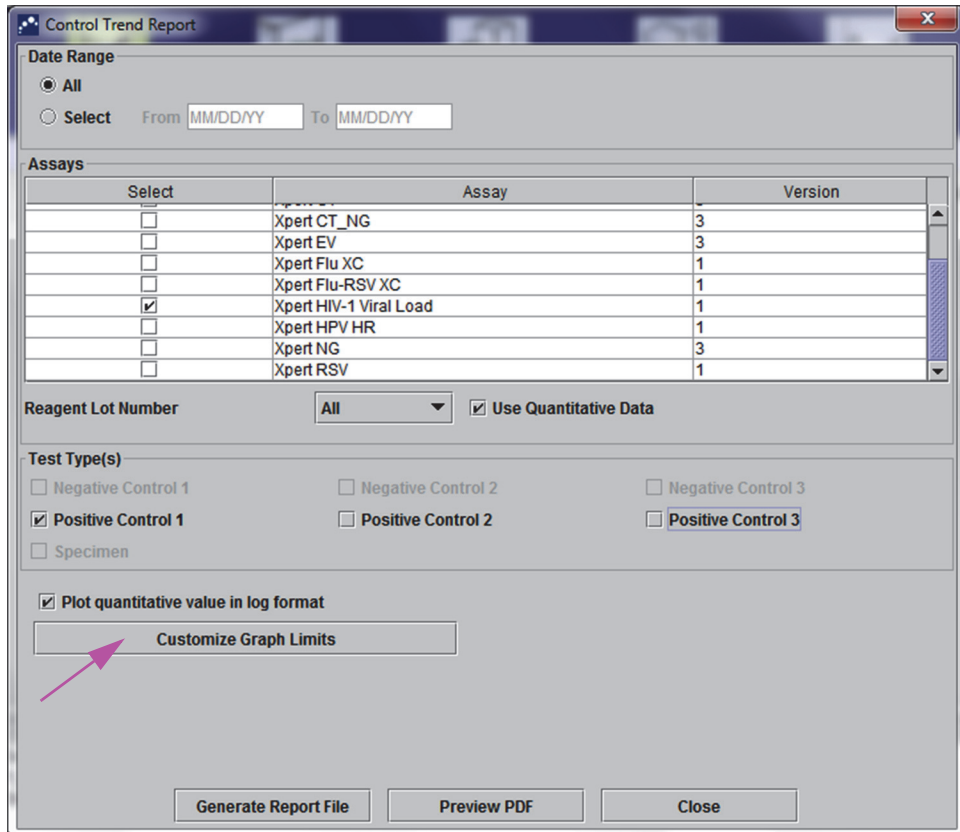 Control Trend Report
Date Range
All
Select From MM/DD/YY To MM/DD/YY
Assays
Select Assay Version
Xpert CT_NG 3
Xpert EV 3
Xpert Flu XC 1
Xpert Flu-RSV XC 1
Xpert HIV-1 Viral Load 1
Xpert HPV HR 1
Xpert NG 3
Xpert RSV 1
Reagent Lot Number All Use Quantitative Data
Test Type(s)
Negative Control 1 Negative Control 2 Negative Control 3
Positive Control 1 Positive Control 2 Positive Control 3
Specimen
Plot quantitative value in log format
Customize Graph Limits
Generate Report File Preview PDF Close